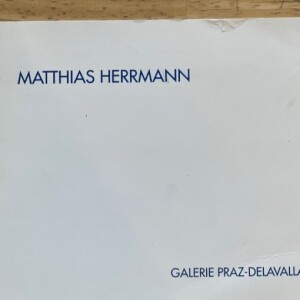 MATTHIAS HERRMANN
GALERIE PRAZ-DELAVALLA